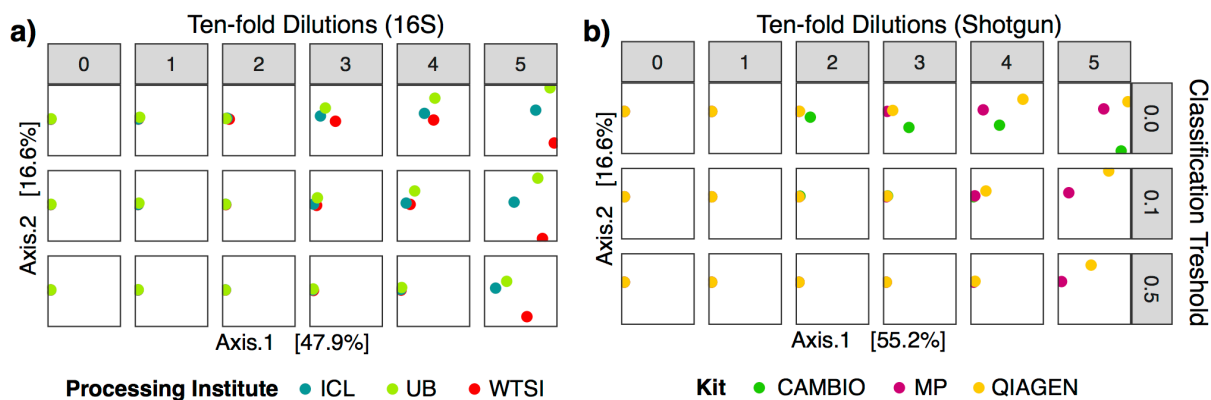 a) Ten-fold Dilutions (16S)
0 1 2 3 4 5
Axis.2 [16.6%]
Axis.1 [47.9%]
Processing Institute ICL UB WTSI
b) Ten-fold Dilutions (Shotgun)
0 1 2 3 4 5
Axis.2 [16.6%]
0.0
0.1
0.5
Classification Treshold
Axis.1 [55.2%]
Kit CAMBIO MP QIAGEN